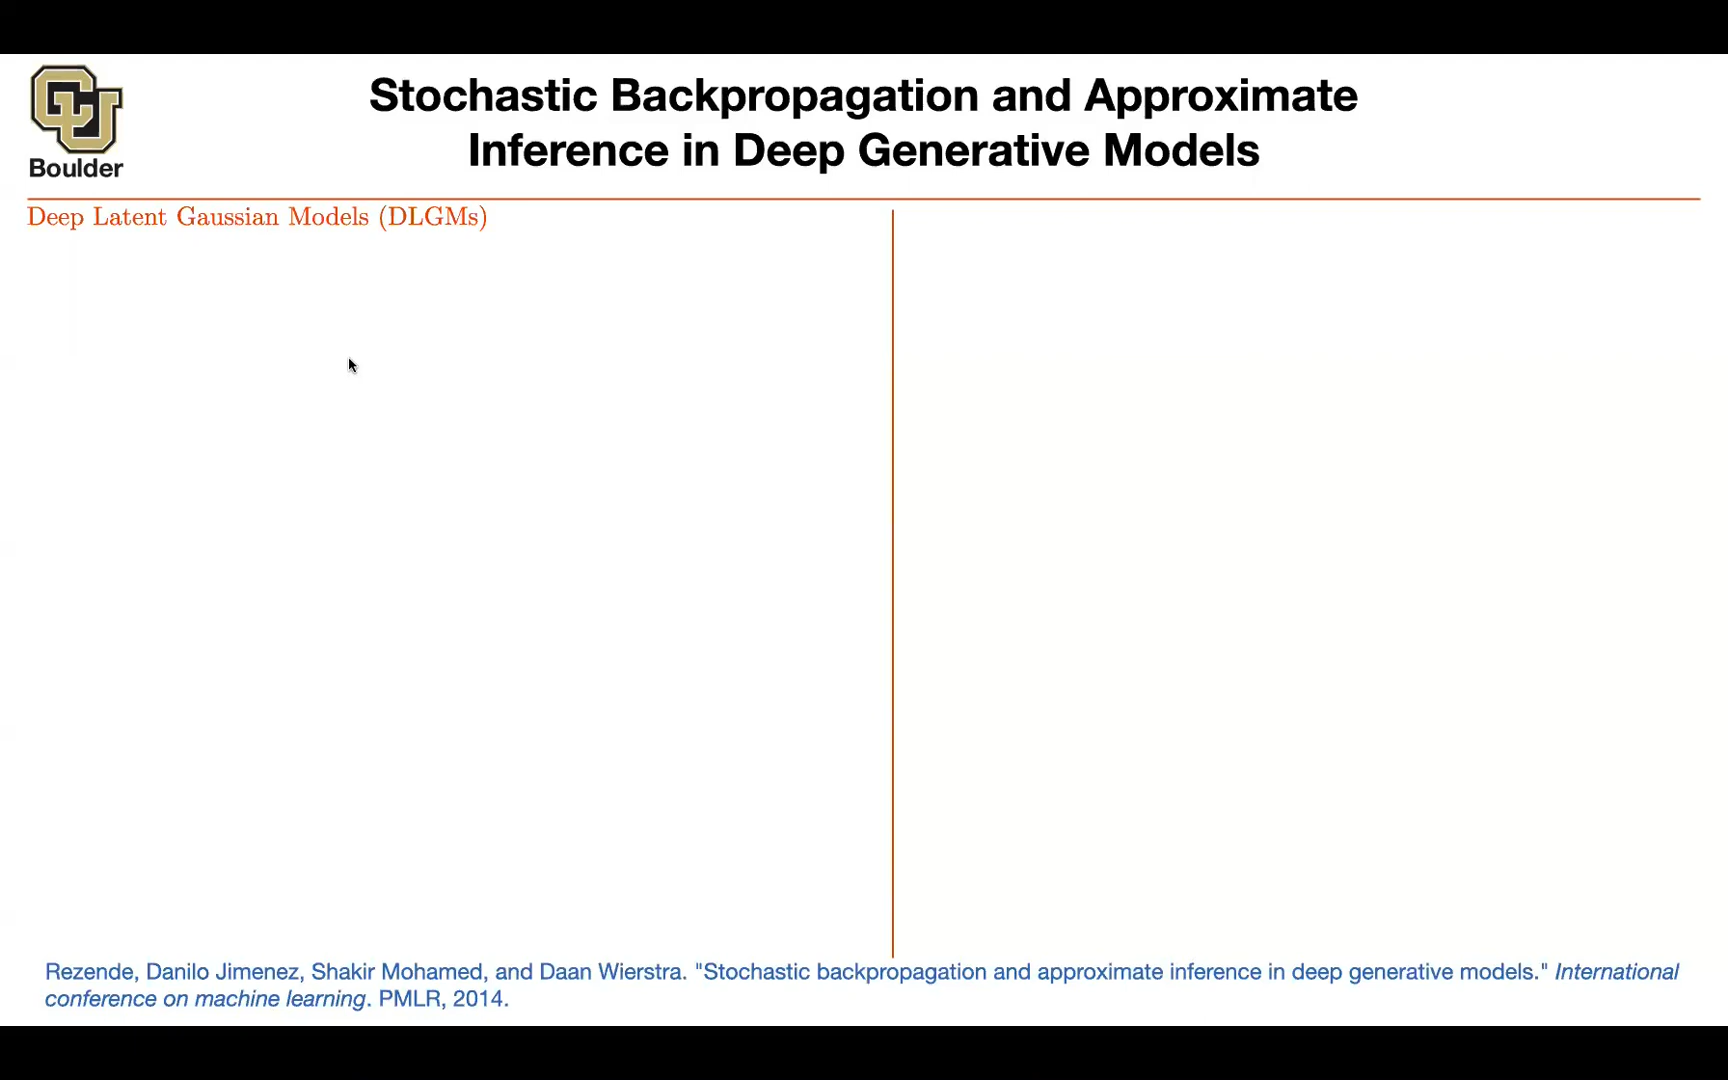 Stochastic Backpropagation and Approximate
Inference in Deep Generative Models
Boulder
Deep Latent Gaussian Models (DLGMs)
Rezende, Danilo Jimenez, Shakir Mohamed, and Daan Wierstra. "Stochastic backpropagation and approximate inference in deep generative models." International
conference on machine learning. PMLR, 2014.